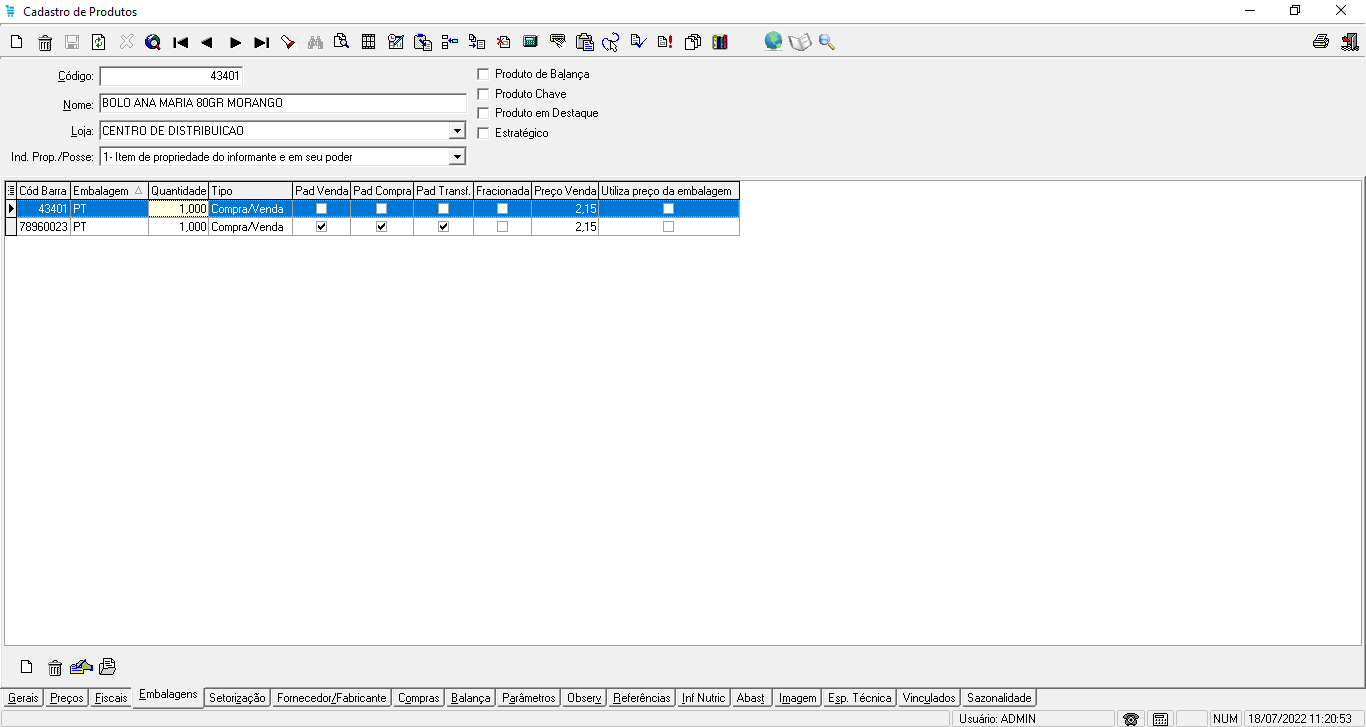 Cadastro de Produtos
Código: 43401
Nome: BOLO ANA MARIA 80GR MORANGO
Loja: CENTRO DE DISTRIBUICAO
Ind. Prop./Posse: 1- Item de propriedade do informante e em seu poder
Produto de Balança
Produto Chave
Produto em Destaque
Estratégico
Cód Barra Embalagem Quantidade Tipo Pad Venda Pad Compra Pad Transf. Fracionada Preço Venda Utiliza preço da embalagem
43401 PT 1,000 Compra/Venda 2,15
78960023 PT 1,000 Compra/Venda 2,15
Gerais Preços Fiscais Embalagens Setorização Fornecedor/Fabricante Compras Balança Parâmetros Observ Referências Inf Nutric Abast Imagem Esp. Técnica Vinculados Sazonalidade
Usuário: ADMIN NUM 18/07/2022 11:20:53